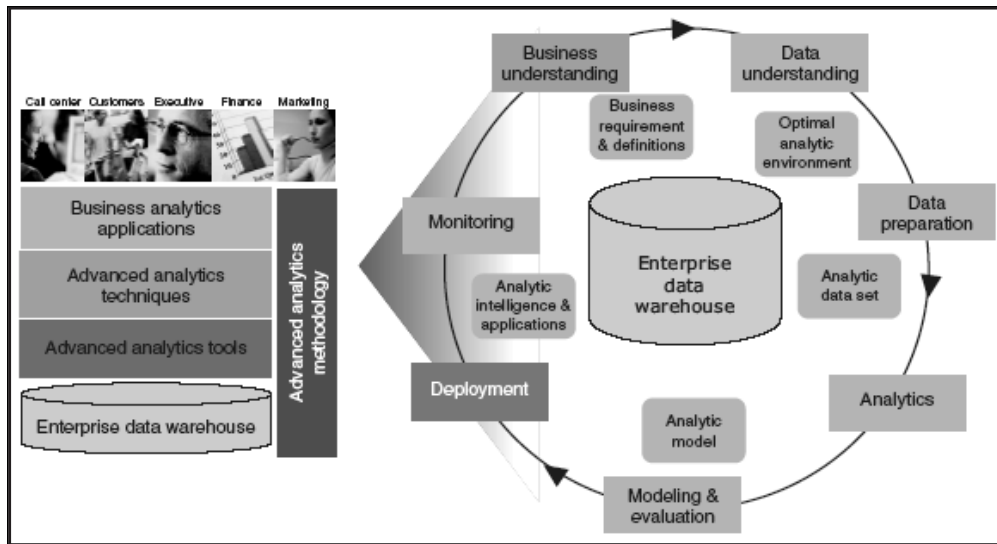 Call center
Customers
Executive
Finance
Marketing
Business analytics
applications
Advanced analytics
techniques
Advanced analytics tools
Enterprise data warehouse
Advanced analytics
methodology
Business
understanding
Data
understanding
Business
requirement
& definitions
Optimal
analytic
environment
Monitoring
Data
preparation
Enterprise
data
warehouse
Analytic
intelligence &
applications
Analytic
data set
Deployment
Analytics
Analytic
model
Modeling &
evaluation